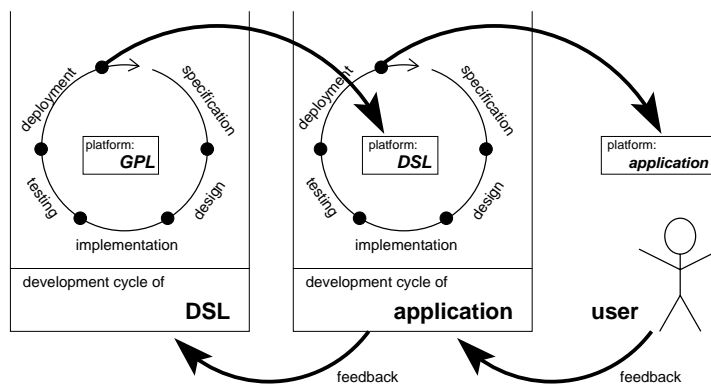 deployment
specification
platform:
GPL
testing
design
implementation
development cycle of
DSL
deployment
specification
platform:
DSL
testing
design
implementation
development cycle of
application
platform:
application
user
feedback
feedback